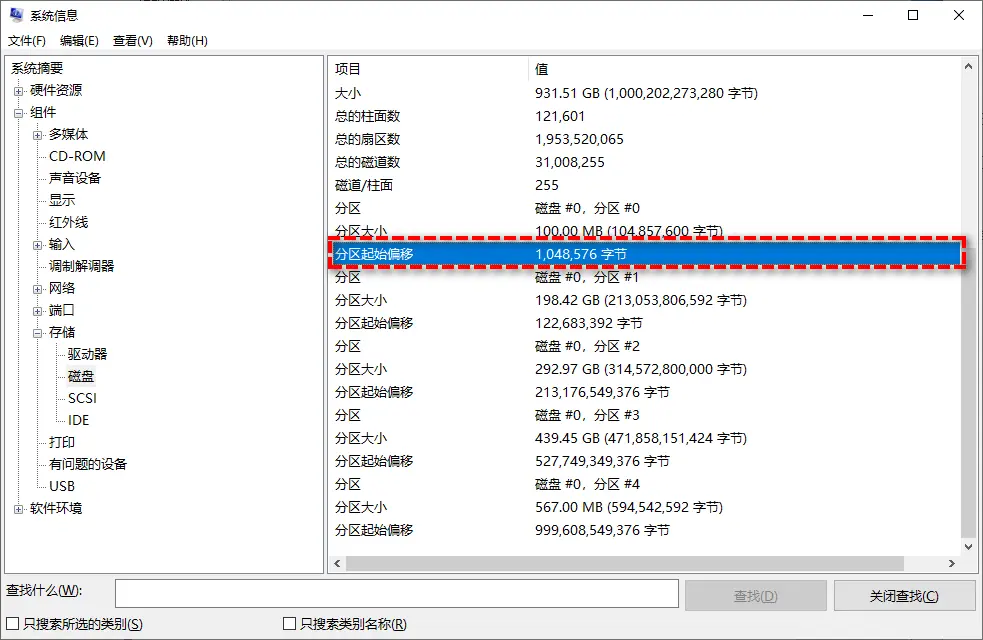 系统信息
文件(F) 编辑(E) 查看(V) 帮助(H)
系统摘要
硬件资源
组件
多媒体
CD-ROM
声音设备
显示
红外线
输入
调制解调器
网络
端口
存储
驱动器
磁盘
SCSI
IDE
打印
有问题的设备
USB
软件环境
项目 值
大小 931.51 GB (1,000,202,273,280 字节)
总的柱面数 121,601
总的扇区数 1,953,520,065
总的磁道数 31,008,255
磁道/柱面 255
分区 磁盘 #0，分区 #0
分区大小 100.00 MB (104,857,600 字节)
分区起始偏移 1,048,576 字节
分区 磁盘 #0，分区 #1
分区大小 198.42 GB (213,053,806,592 字节)
分区起始偏移 122,683,392 字节
分区 磁盘 #0，分区 #2
分区大小 292.97 GB (314,572,800,000 字节)
分区起始偏移 213,176,549,376 字节
分区 磁盘 #0，分区 #3
分区大小 439.45 GB (471,858,151,424 字节)
分区起始偏移 527,749,349,376 字节
分区 磁盘 #0，分区 #4
分区大小 567.00 MB (594,542,592 字节)
分区起始偏移 999,608,549,376 字节
查找什么(W): 查找(D) 关闭查找(C)
只搜索所选的类别(S) 只搜索类别名称(R)